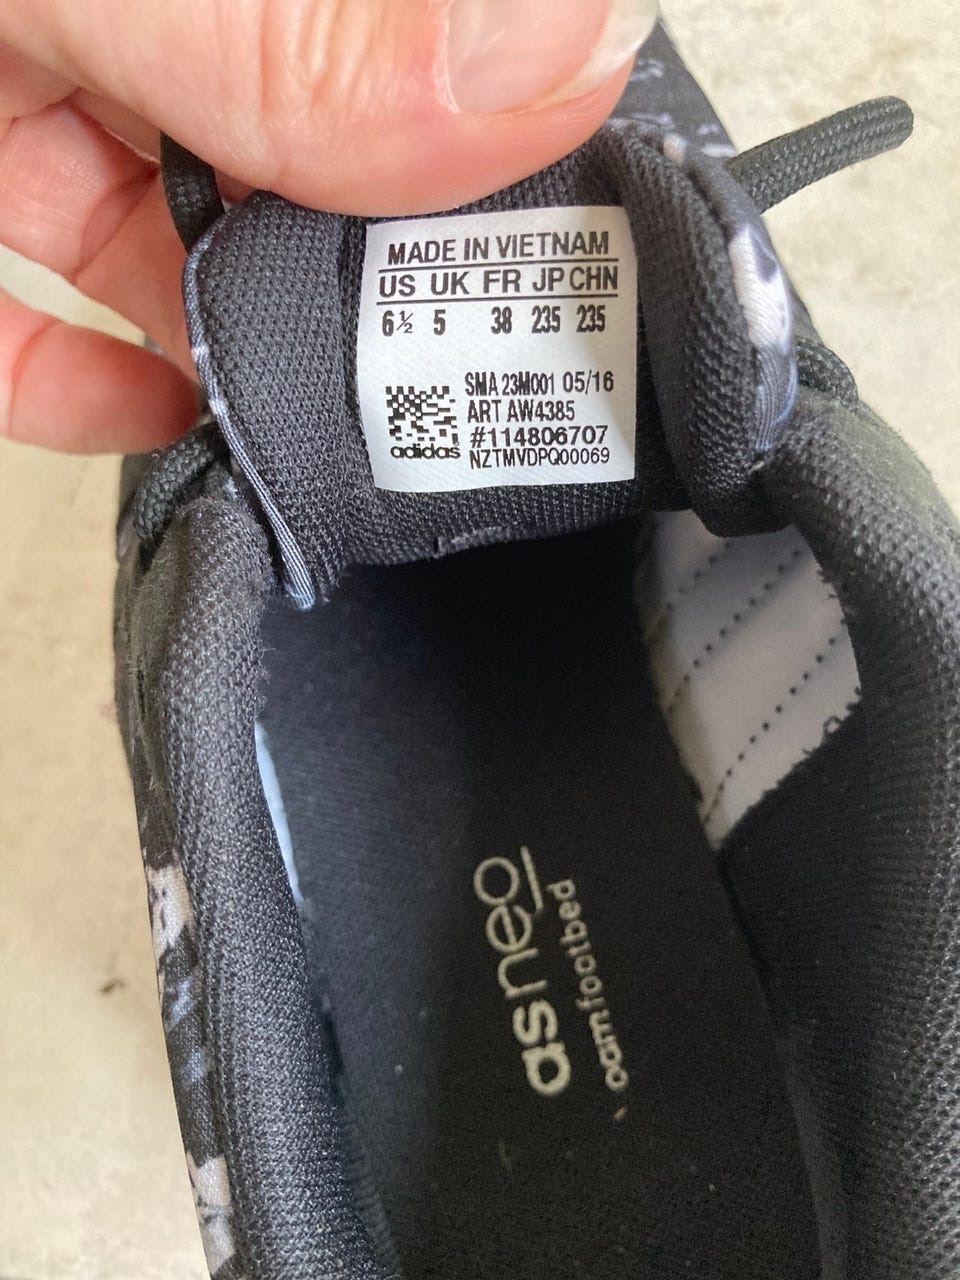 MADE IN VIETNAM
US UK FR JP CHN
6½ 5 38 235 235
SMA 23M001 05/16
ART AW4385
#114806707
adidas NZTMVDPQ00069
as neo
footbed